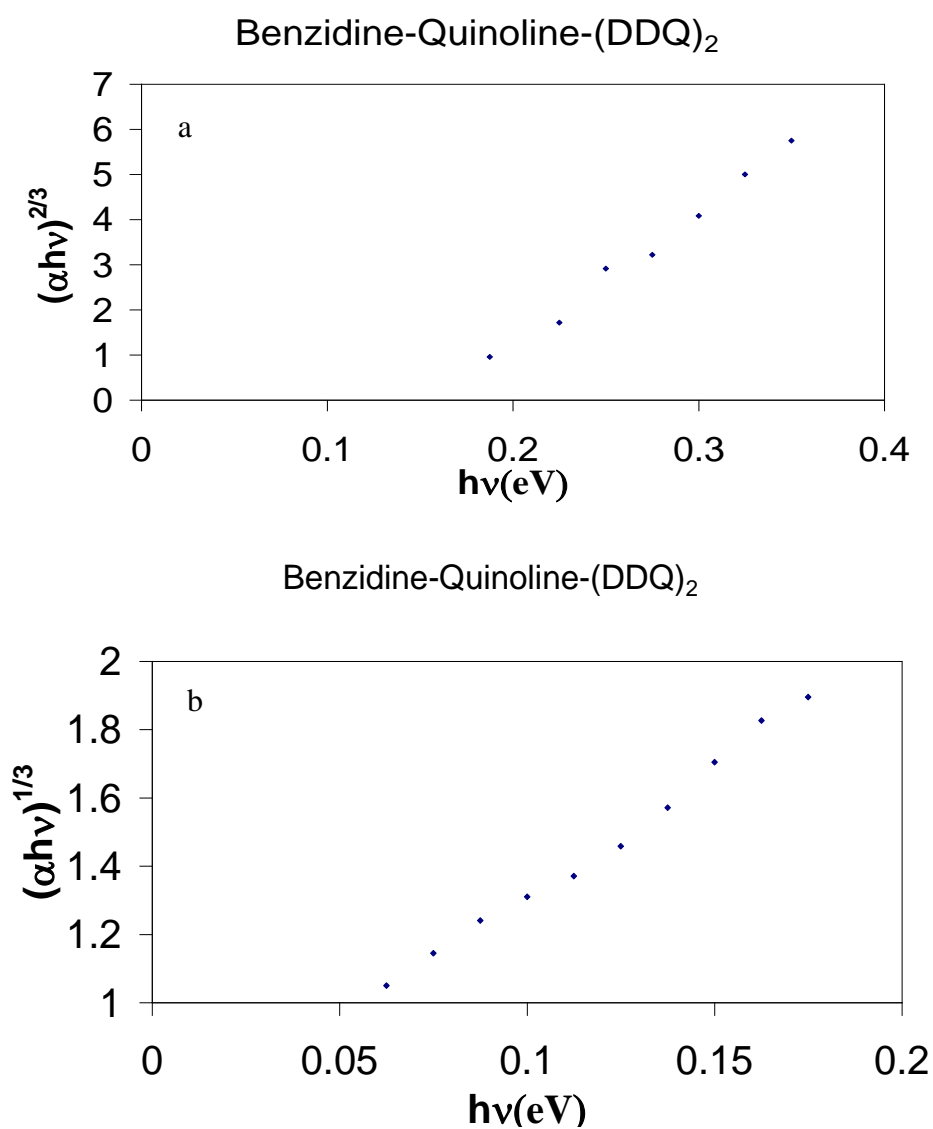 Benzidine-Quinoline-(DDQ)₂
7
a
6
5
4
3
2
1
0
(αhν)^2/3
0 0.1 0.2 0.3 0.4
hν(eV)
Benzidine-Quinoline-(DDQ)₂
2
b
1.8
1.6
1.4
1.2
1
(αhν)^1/3
0 0.05 0.1 0.15 0.2
hν(eV)